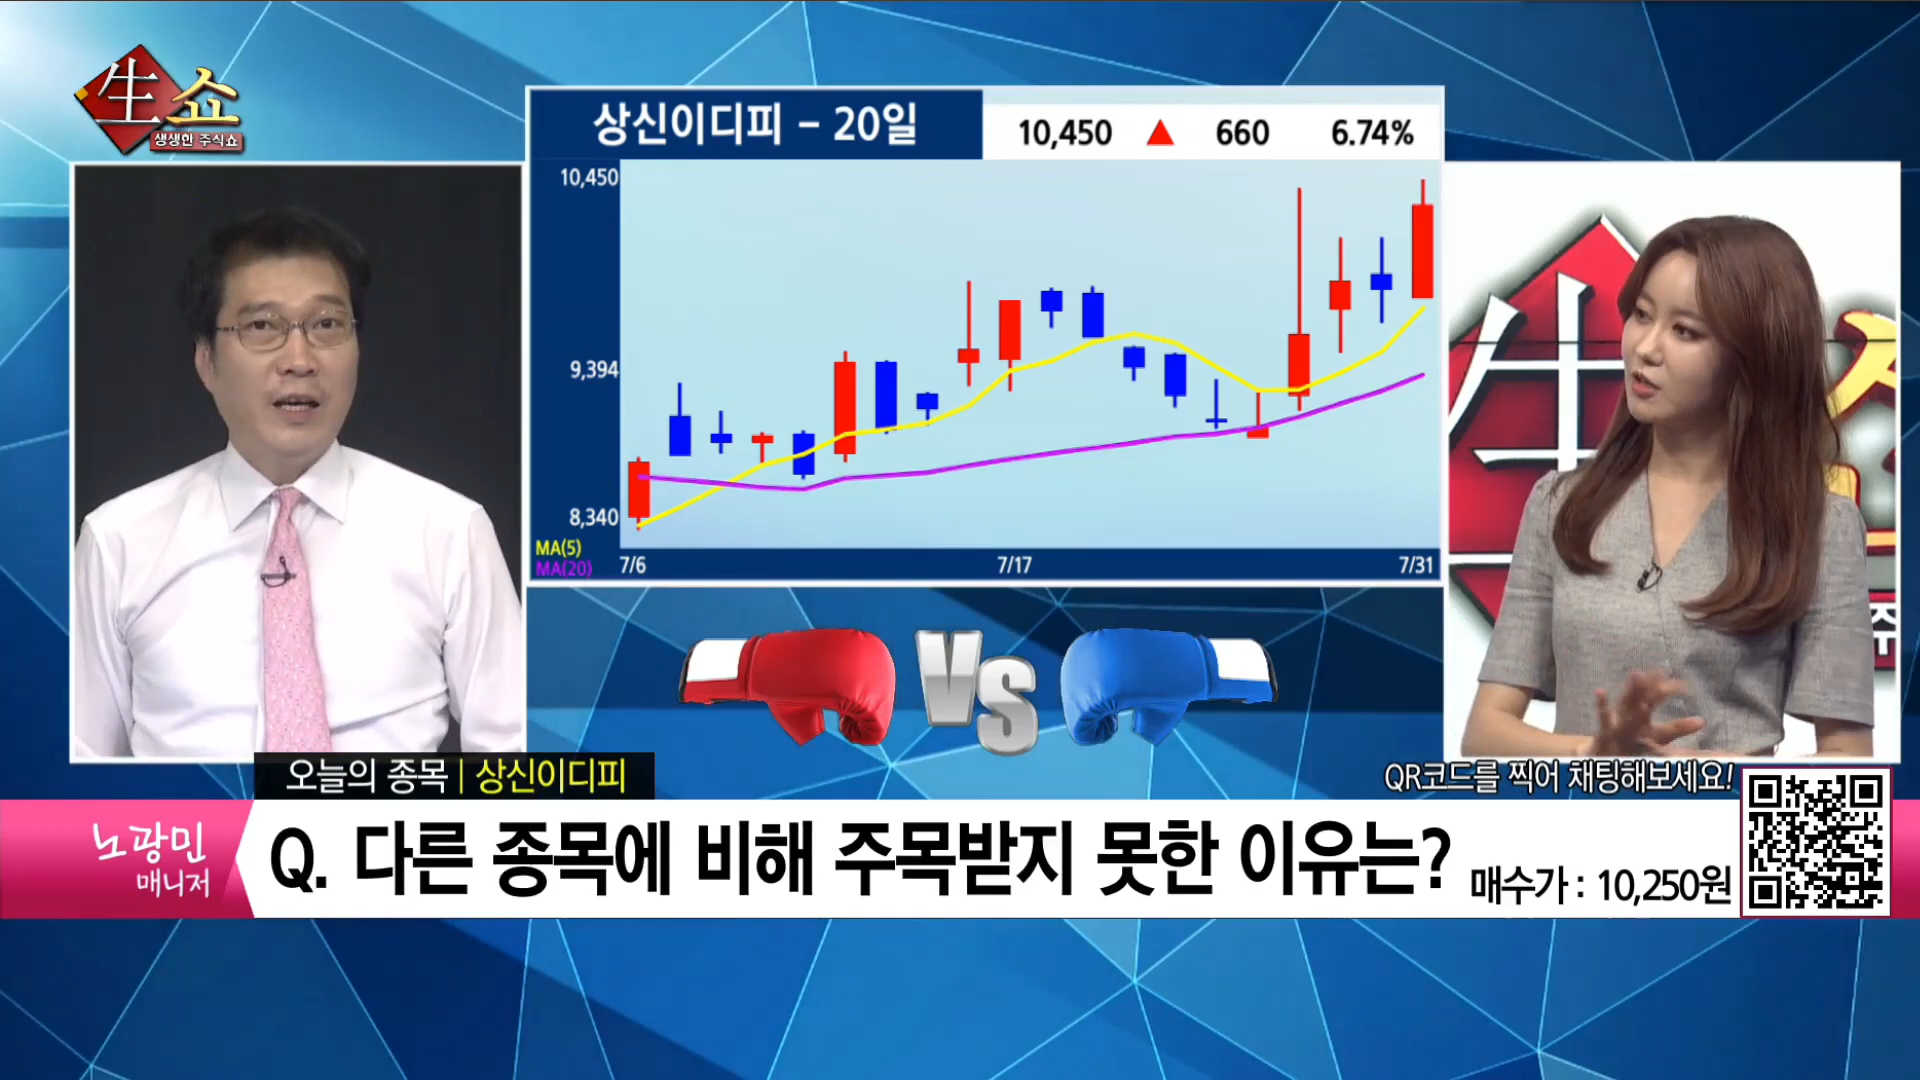 生쇼
생생한 주식쇼
상신이디피 - 20일
10,450 ▲ 660 6.74%
10,450
9,394
8,340
MA(5)
MA(20)
7/6 7/17 7/31
生쇼
주
VS
오늘의 종목 | 상신이디피
QR코드를 찍어 채팅해보세요!
노광민
매니저
Q. 다른 종목에 비해 주목받지 못한 이유는?
매수가 : 10,250원